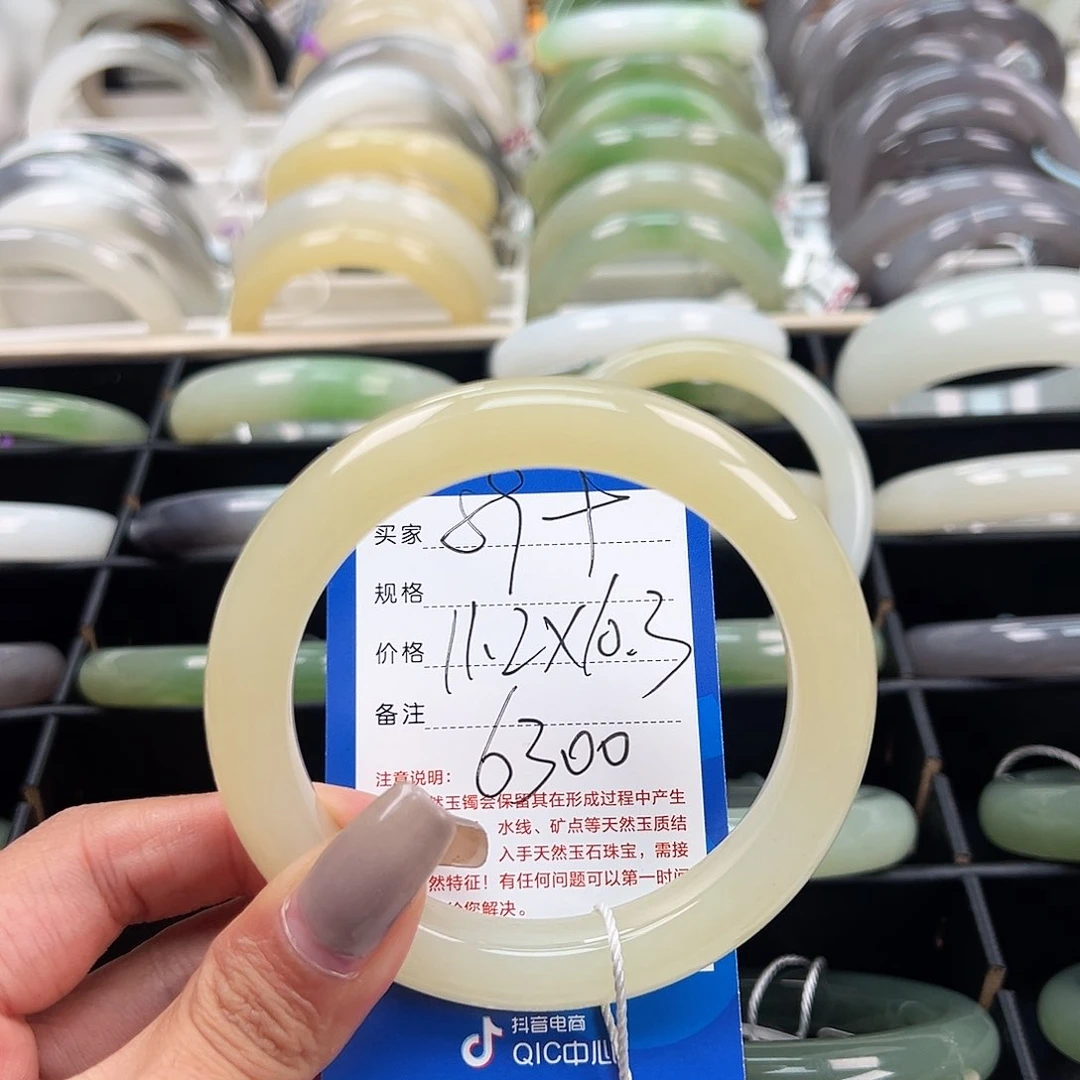 买家
规格
价格 11.2X10.3
备注
6300
注意说明：
然玉镯会保留其在形成过程中产生
水线、矿点等天然玉质结
入手天然玉石珠宝，需接
然特征！有任何问题可以第一时间
给您解决。
抖音电商
QIC中心